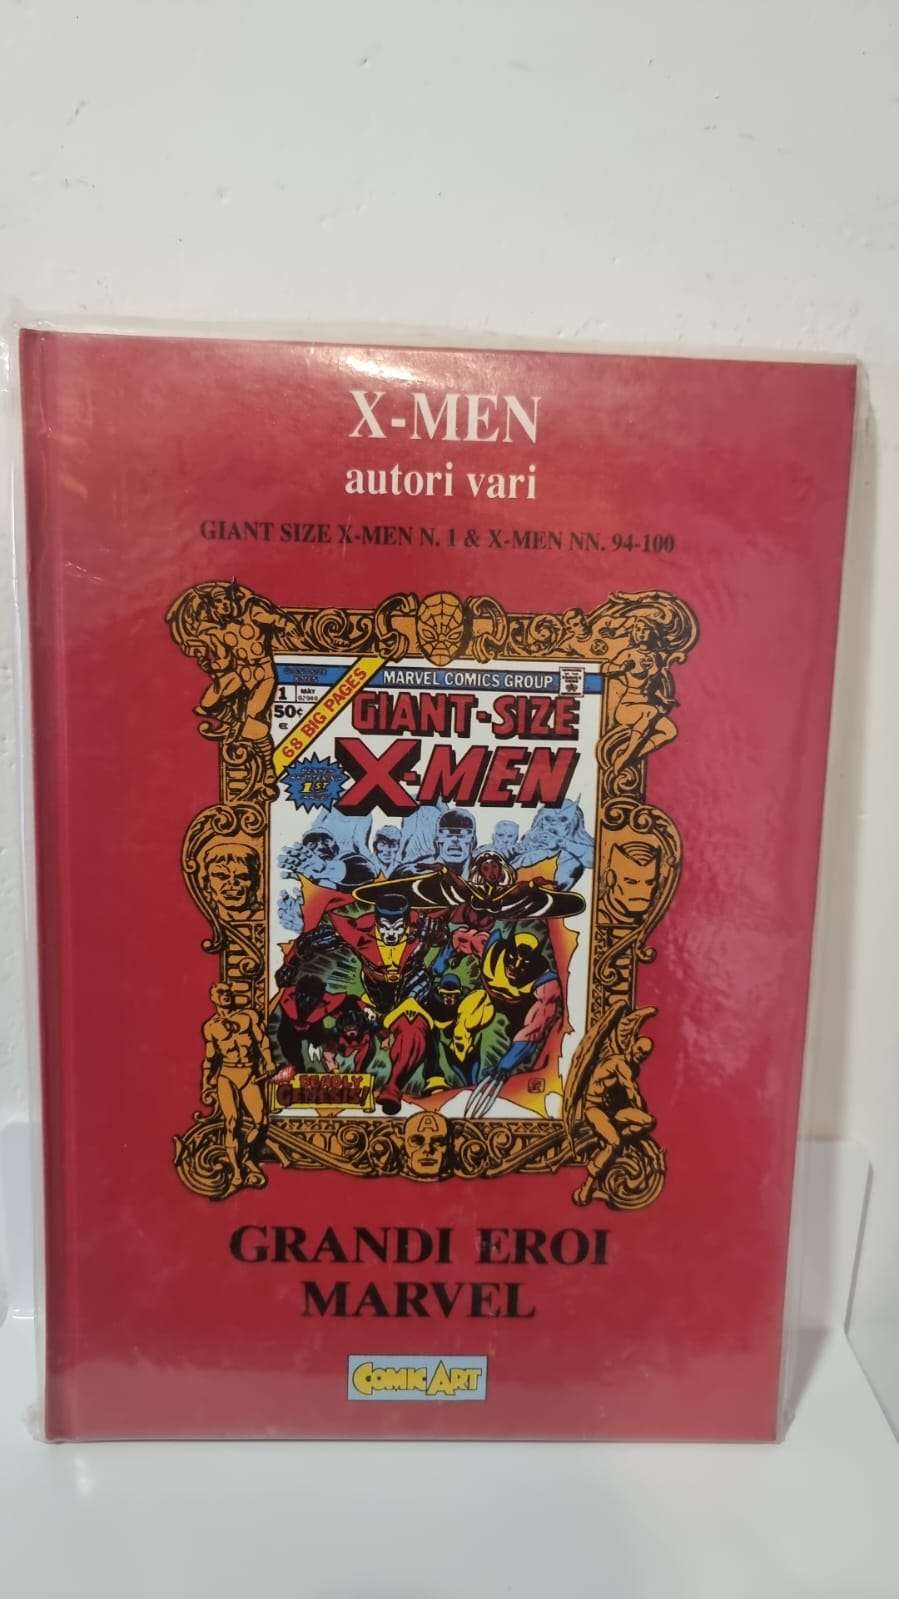 X-MEN
autori vari
GIANT SIZE X-MEN N. 1 & X-MEN NN. 94-100
MARVEL COMICS GROUP
1 MAY
50¢
68 BIG PAGES
GIANT-SIZE
X-MEN
1ST
DEADLY
GENESIS!
GRANDI EROI
MARVEL
COMIC ART